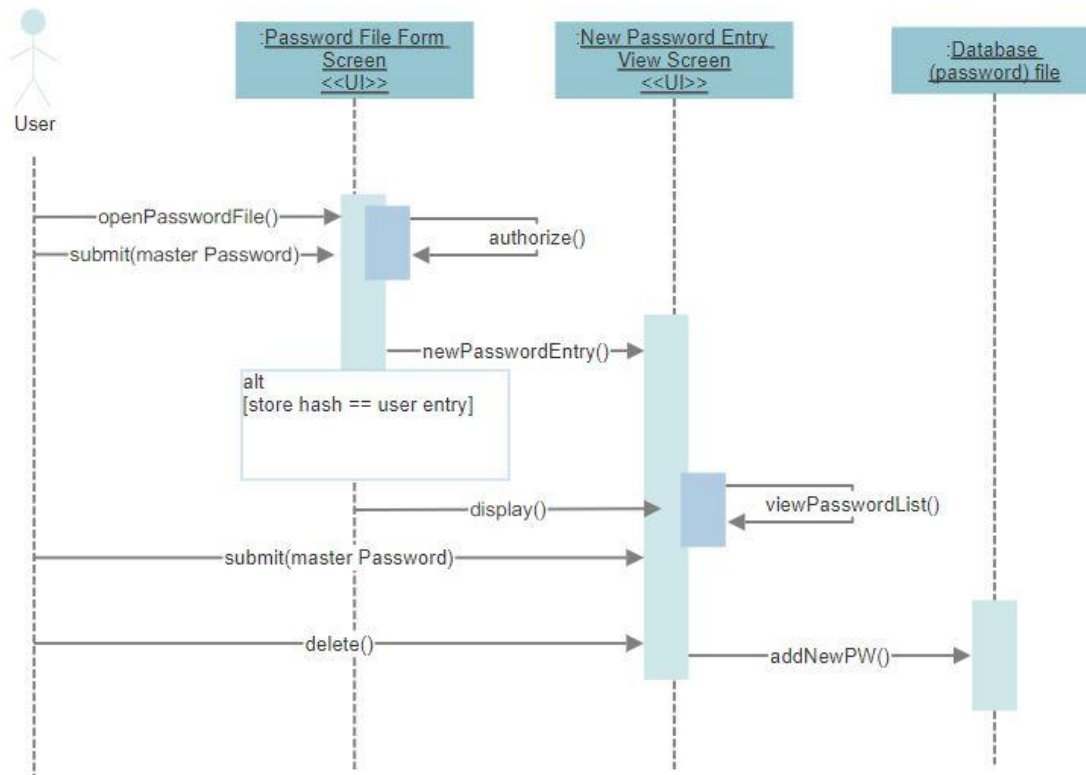 :Password File Form
Screen
<<UI>>
:New Password Entry
View Screen
<<UI>>
:Database
(password) file
User
openPasswordFile()
authorize()
submit(master Password)
newPasswordEntry()
alt
[store hash == user entry]
viewPasswordList()
display()
submit(master Password)
delete()
addNewPW()